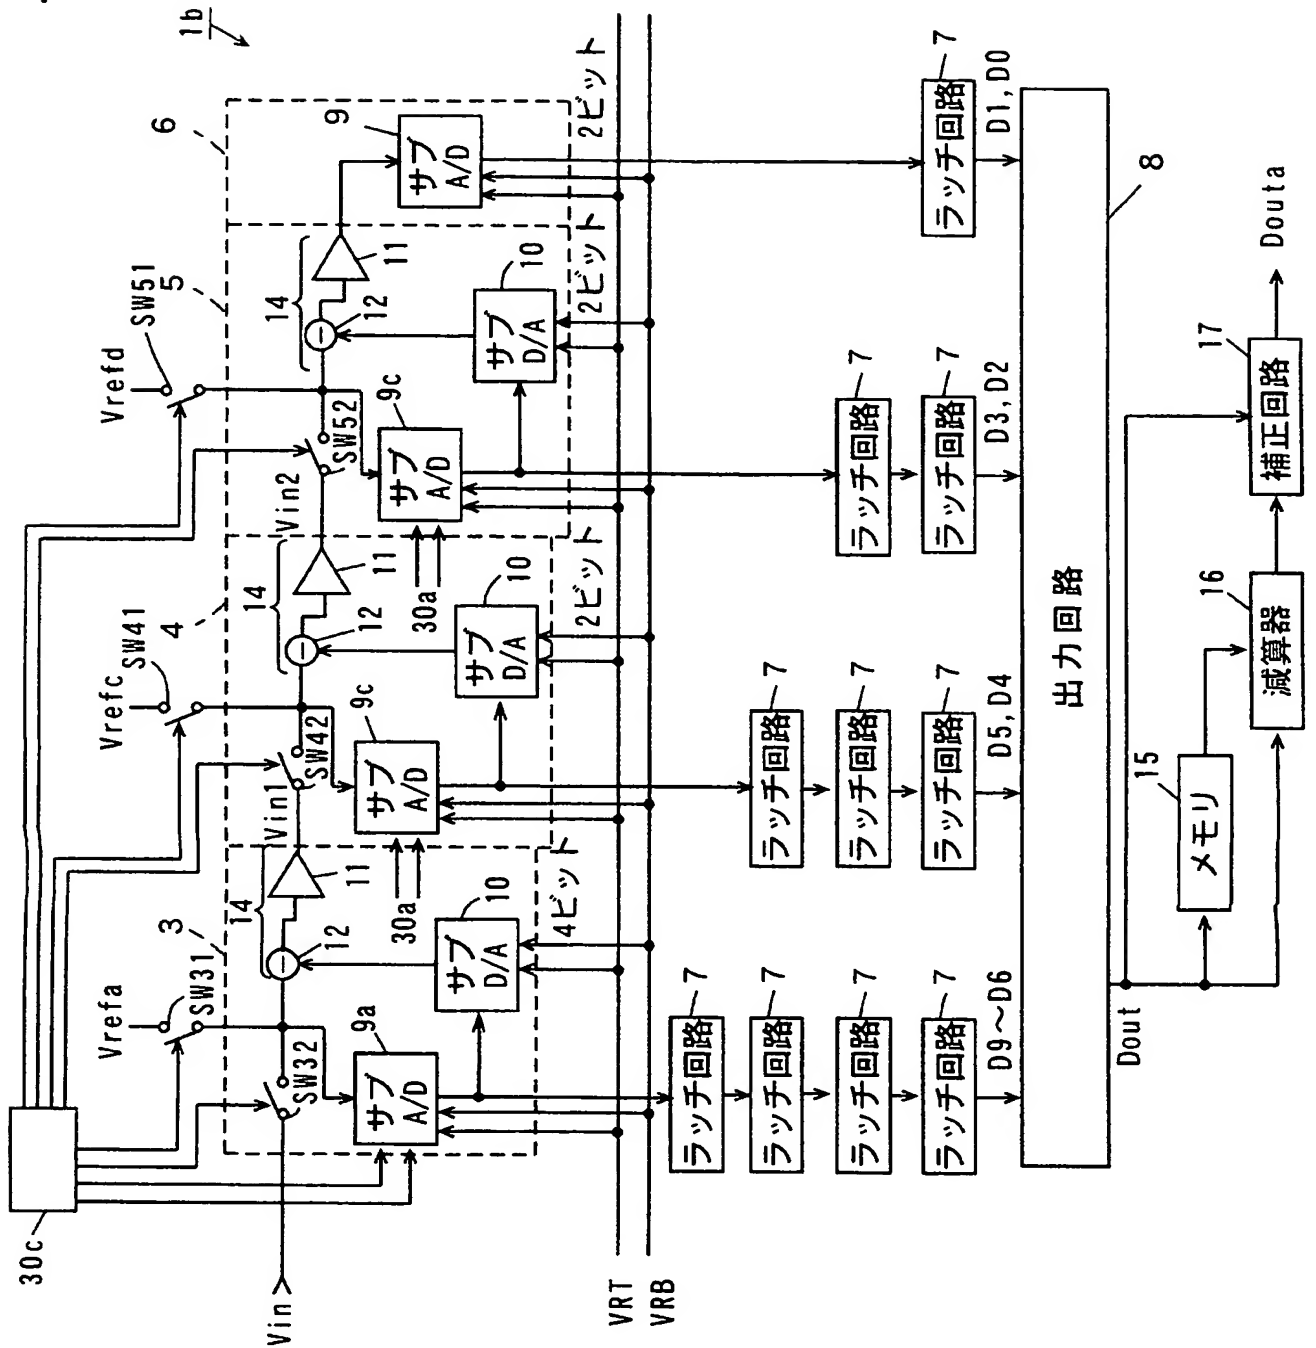 1b
30c
Vin
Vrefa
SW31
SW32
3
14
12
11
Vin1
サブ
A/D
9a
サブ
D/A
10
4ビット
Vrefc
SW41
SW42
4
14
12
11
Vin2
30a
サブ
A/D
9c
サブ
D/A
10
2ビット
Vrefd
SW51
SW52
5
14
12
11
30a
サブ
A/D
9c
サブ
D/A
10
2ビット
6
サブ
A/D
9
2ビット
VRT
VRB
ラッチ回路
7
ラッチ回路
7
ラッチ回路
7
ラッチ回路
7
D9～D6
ラッチ回路
7
ラッチ回路
7
ラッチ回路
7
D5,D4
ラッチ回路
7
ラッチ回路
7
D3,D2
ラッチ回路
7
D1,D0
出力回路
8
Dout
メモリ
15
減算器
16
補正回路
17
Douta